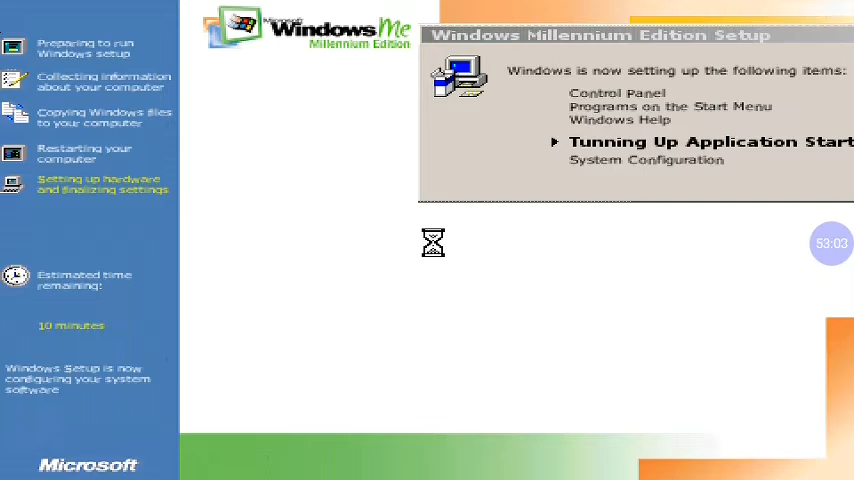 Preparing to run
Windows setup
Collecting information
about your computer
Copying Windows files
to your computer
Restarting your
computer
Setting up hardware
and finalizing settings
Estimated time
remaining:
10 minutes
Windows Setup is now
configuring your system
software
Microsoft
Microsoft
Windows Me
Millennium Edition
Windows Millennium Edition Setup
Windows is now setting up the following items:
Control Panel
Programs on the Start Menu
Windows Help
Tunning Up Application Start
System Configuration
53:03